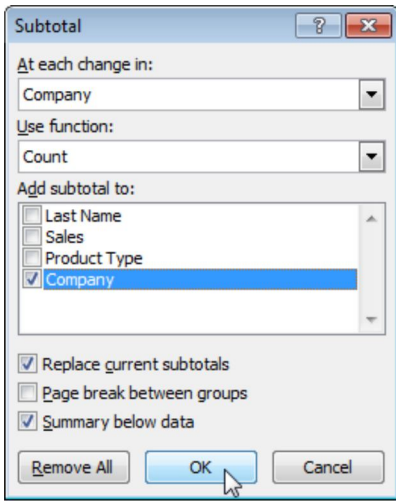 Subtotal
At each change in:
Company
Use function:
Count
Add subtotal to:
Last Name
Sales
Product Type
Company
Replace current subtotals
Page break between groups
Summary below data
Remove All OK Cancel